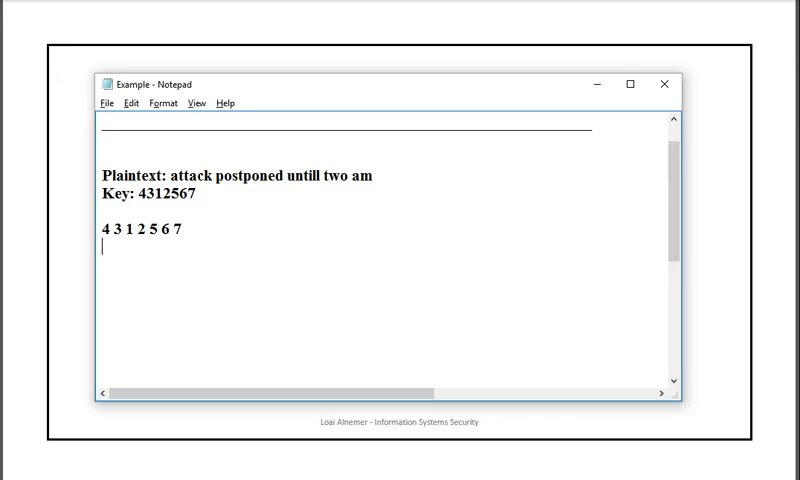 Example - Notepad
File Edit Format View Help
Plaintext: attack postponed untill two am
Key: 4312567
4 3 1 2 5 6 7
Loai Alnemer - Information Systems Security